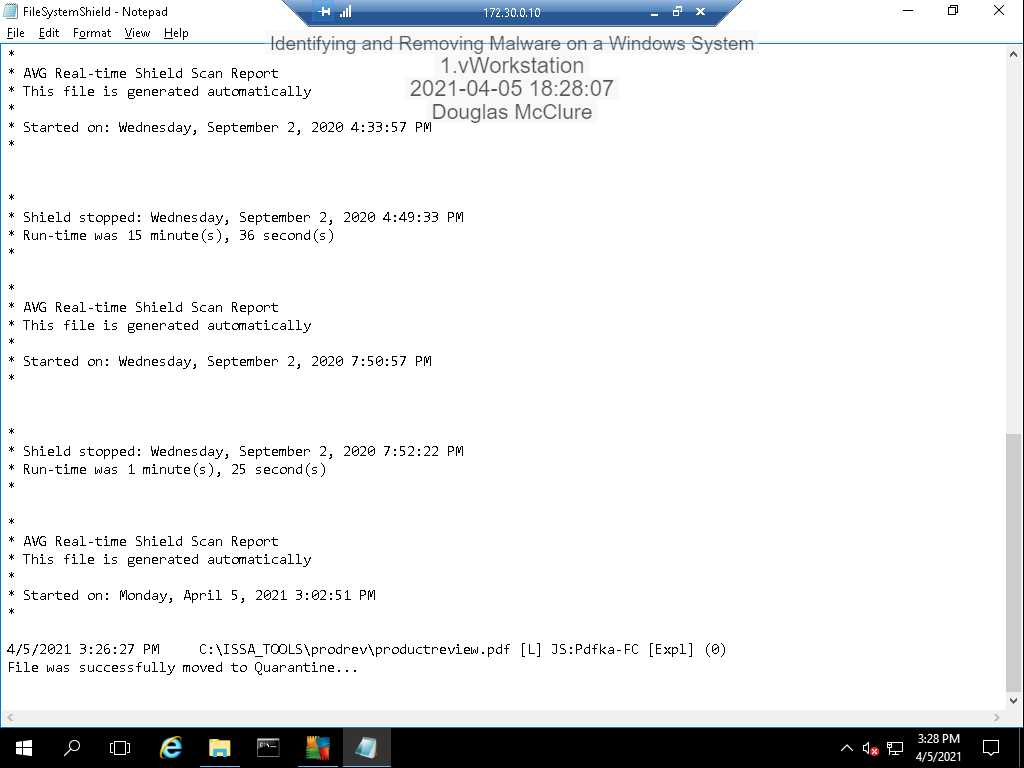 FileSystemShield - Notepad
172.30.0.10
File Edit Format View Help
Identifying and Removing Malware on a Windows System
1.vWorkstation
2021-04-05 18:28:07
Douglas McClure
*
* AVG Real-time Shield Scan Report
* This file is generated automatically
*
* Started on: Wednesday, September 2, 2020 4:33:57 PM
*
*
* Shield stopped: Wednesday, September 2, 2020 4:49:33 PM
* Run-time was 15 minute(s), 36 second(s)
*
*
* AVG Real-time Shield Scan Report
* This file is generated automatically
*
* Started on: Wednesday, September 2, 2020 7:50:57 PM
*
*
* Shield stopped: Wednesday, September 2, 2020 7:52:22 PM
* Run-time was 1 minute(s), 25 second(s)
*
*
* AVG Real-time Shield Scan Report
* This file is generated automatically
*
* Started on: Monday, April 5, 2021 3:02:51 PM
*
4/5/2021 3:26:27 PM C:\ISSA_TOOLS\prodrev\productreview.pdf [L] JS:Pdfka-FC [Expl] (0)
File was successfully moved to Quarantine...
3:28 PM
4/5/2021